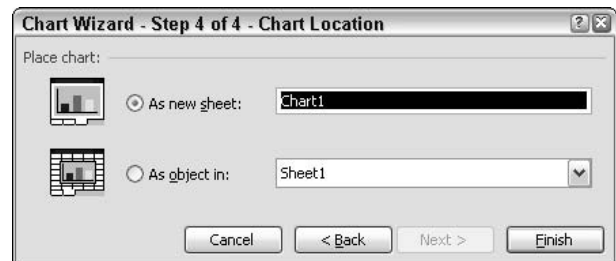 Chart Wizard - Step 4 of 4 - Chart Location
Place chart:
As new sheet: Chart1
As object in: Sheet1
Cancel < Back Next > Finish